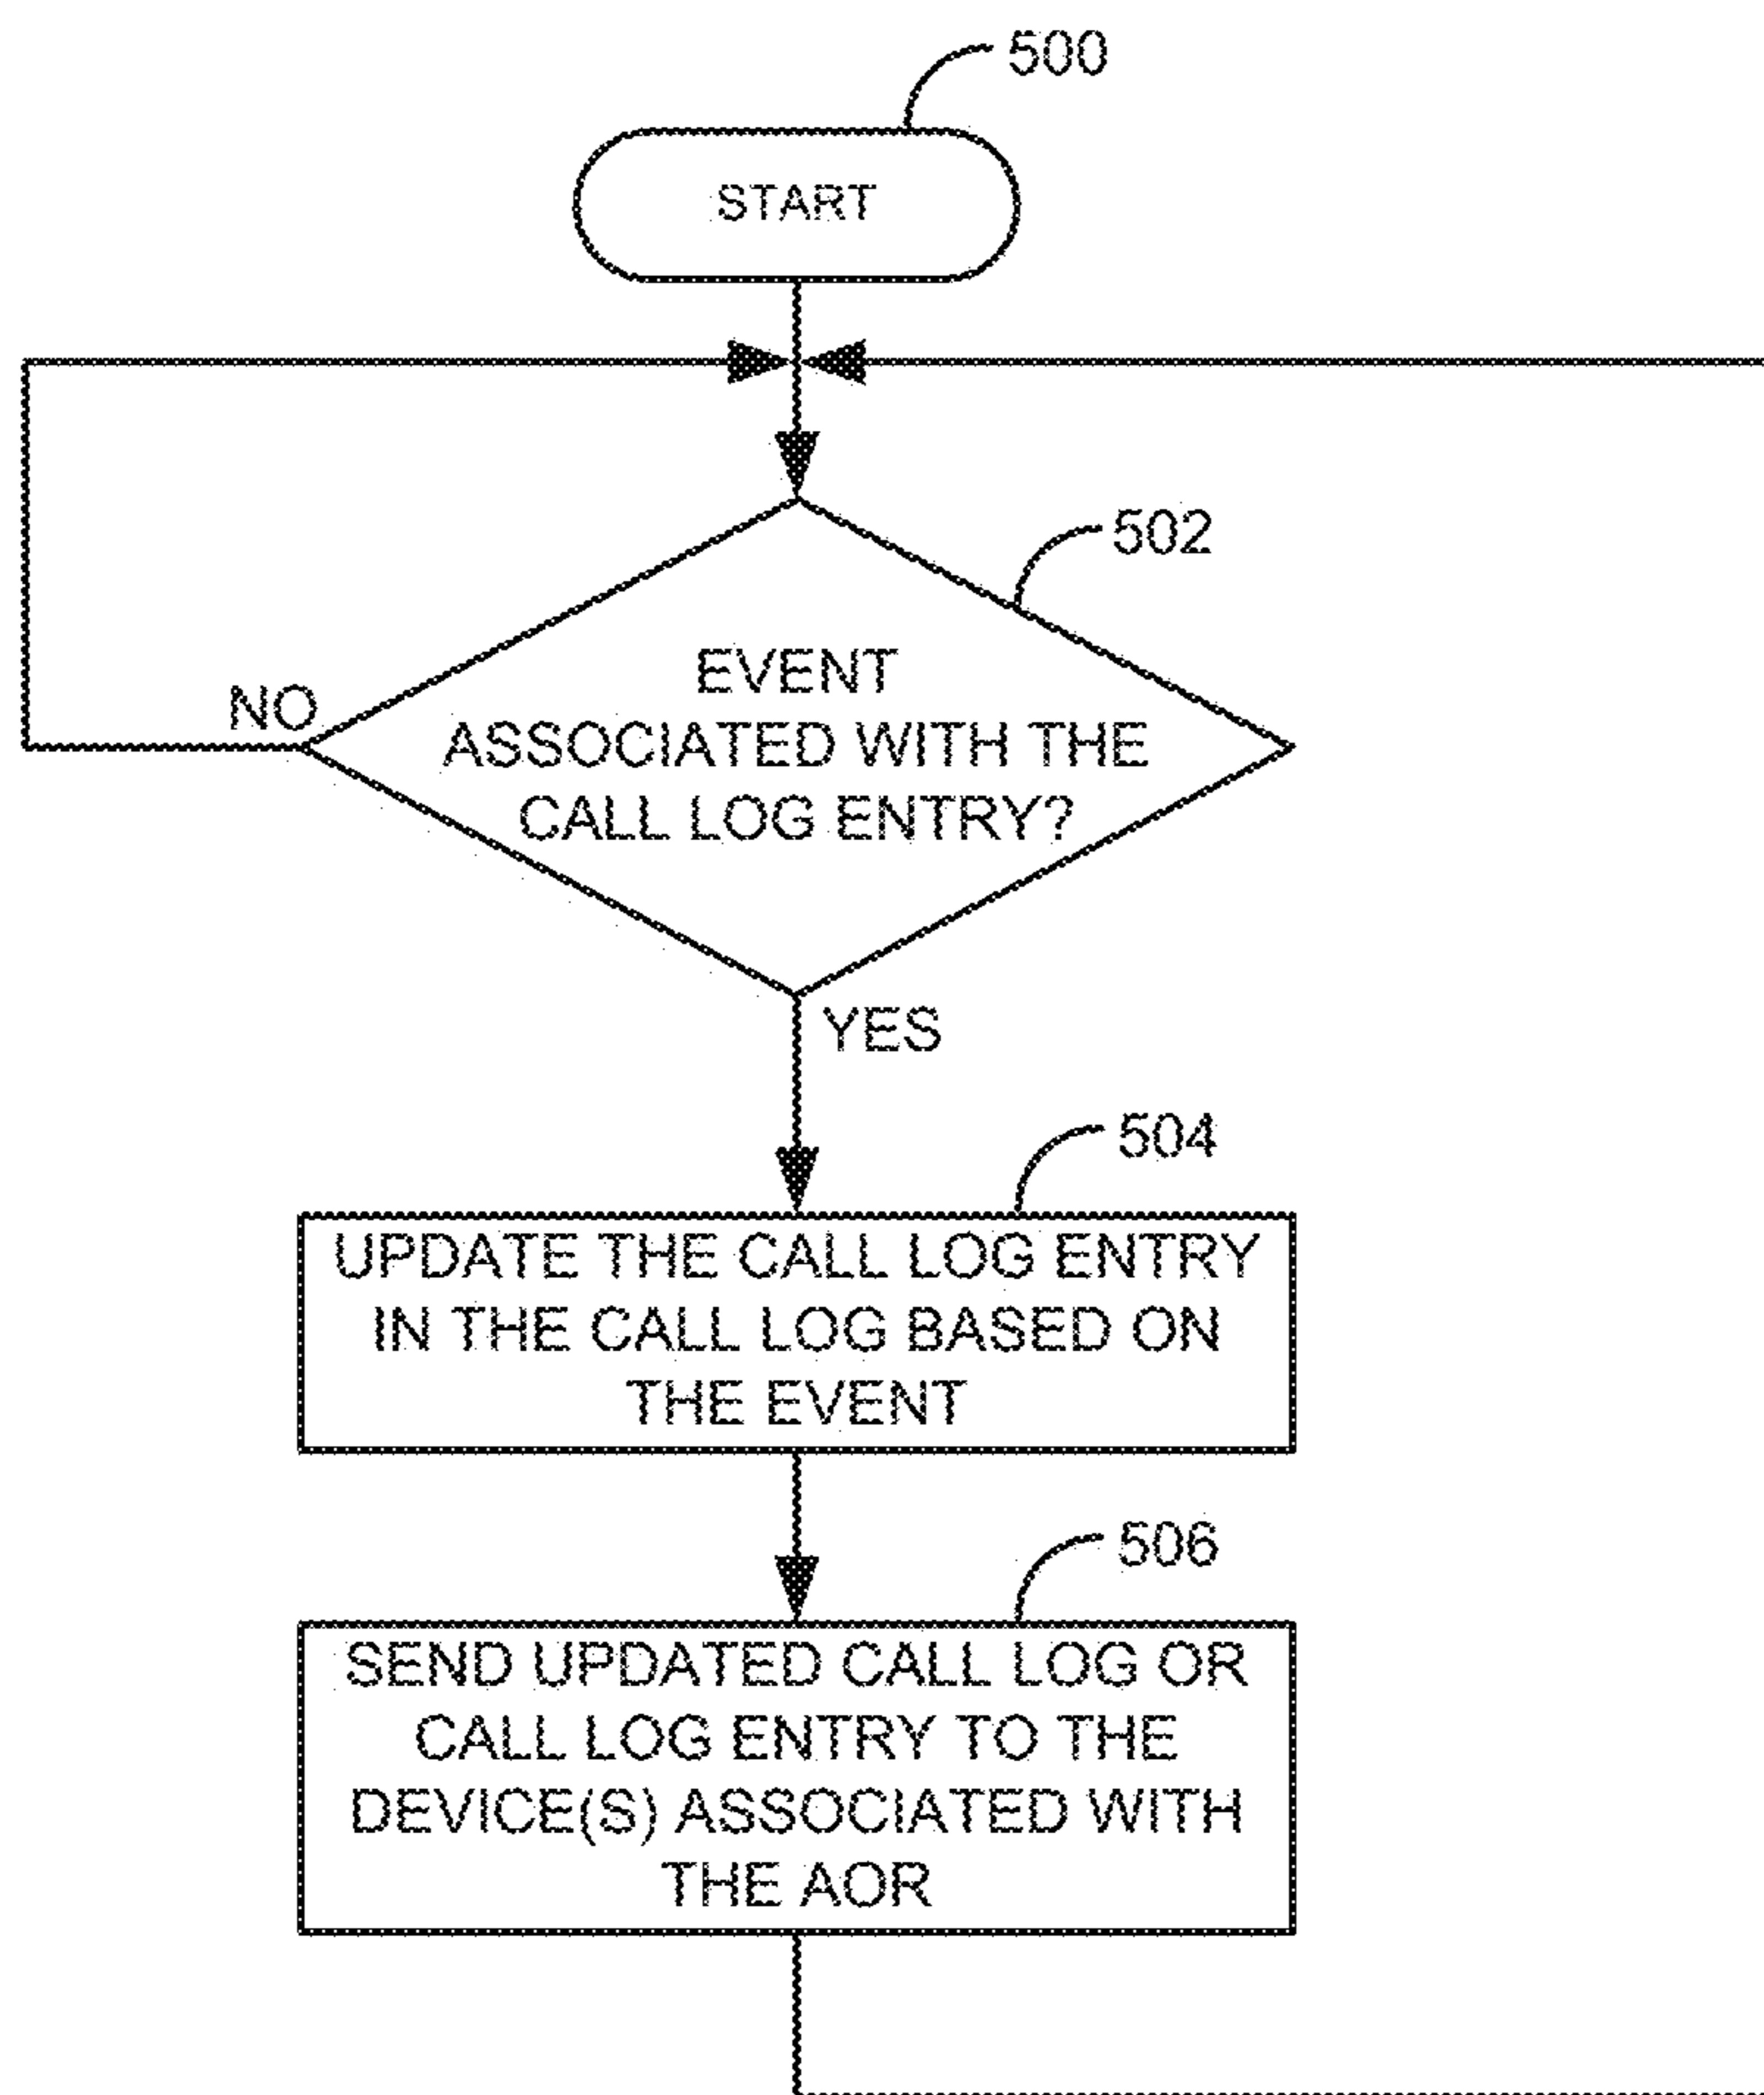 500
START
502
EVENT
ASSOCIATED WITH THE
CALL LOG ENTRY?
NO
YES
504
UPDATE THE CALL LOG ENTRY
IN THE CALL LOG BASED ON
THE EVENT
506
SEND UPDATED CALL LOG OR
CALL LOG ENTRY TO THE
DEVICE(S) ASSOCIATED WITH
THE AOR